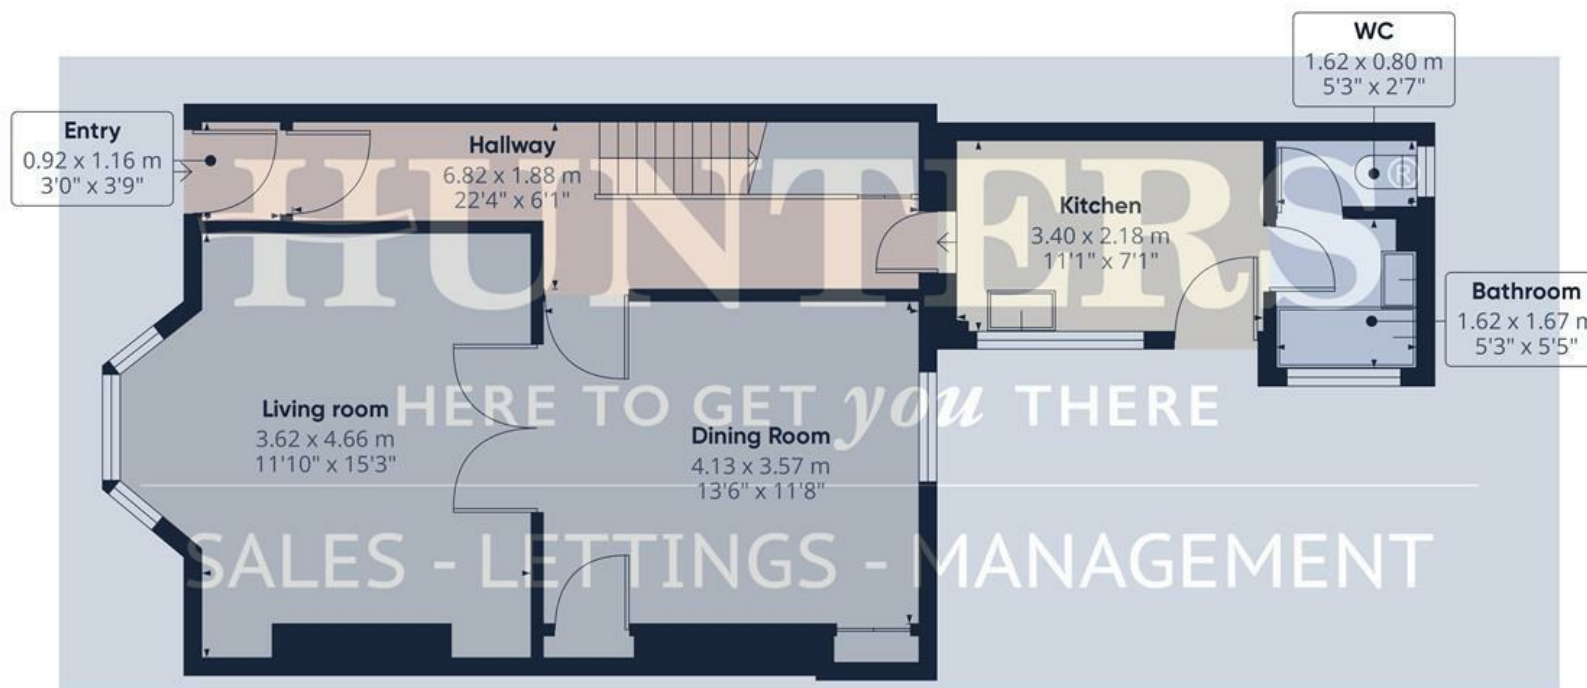 WC
1.62 x 0.80 m
5'3" x 2'7"
Entry
0.92 x 1.16 m
3'0" x 3'9"
Hallway
6.82 x 1.88 m
22'4" x 6'1"
Kitchen
3.40 x 2.18 m
11'1" x 7'1"
HUNTERS®
Bathroom
1.62 x 1.67 m
5'3" x 5'5"
Living room
3.62 x 4.66 m
11'10" x 15'3"
HERE TO GET you THERE
Dining Room
4.13 x 3.57 m
13'6" x 11'8"
SALES - LETTINGS - MANAGEMENT